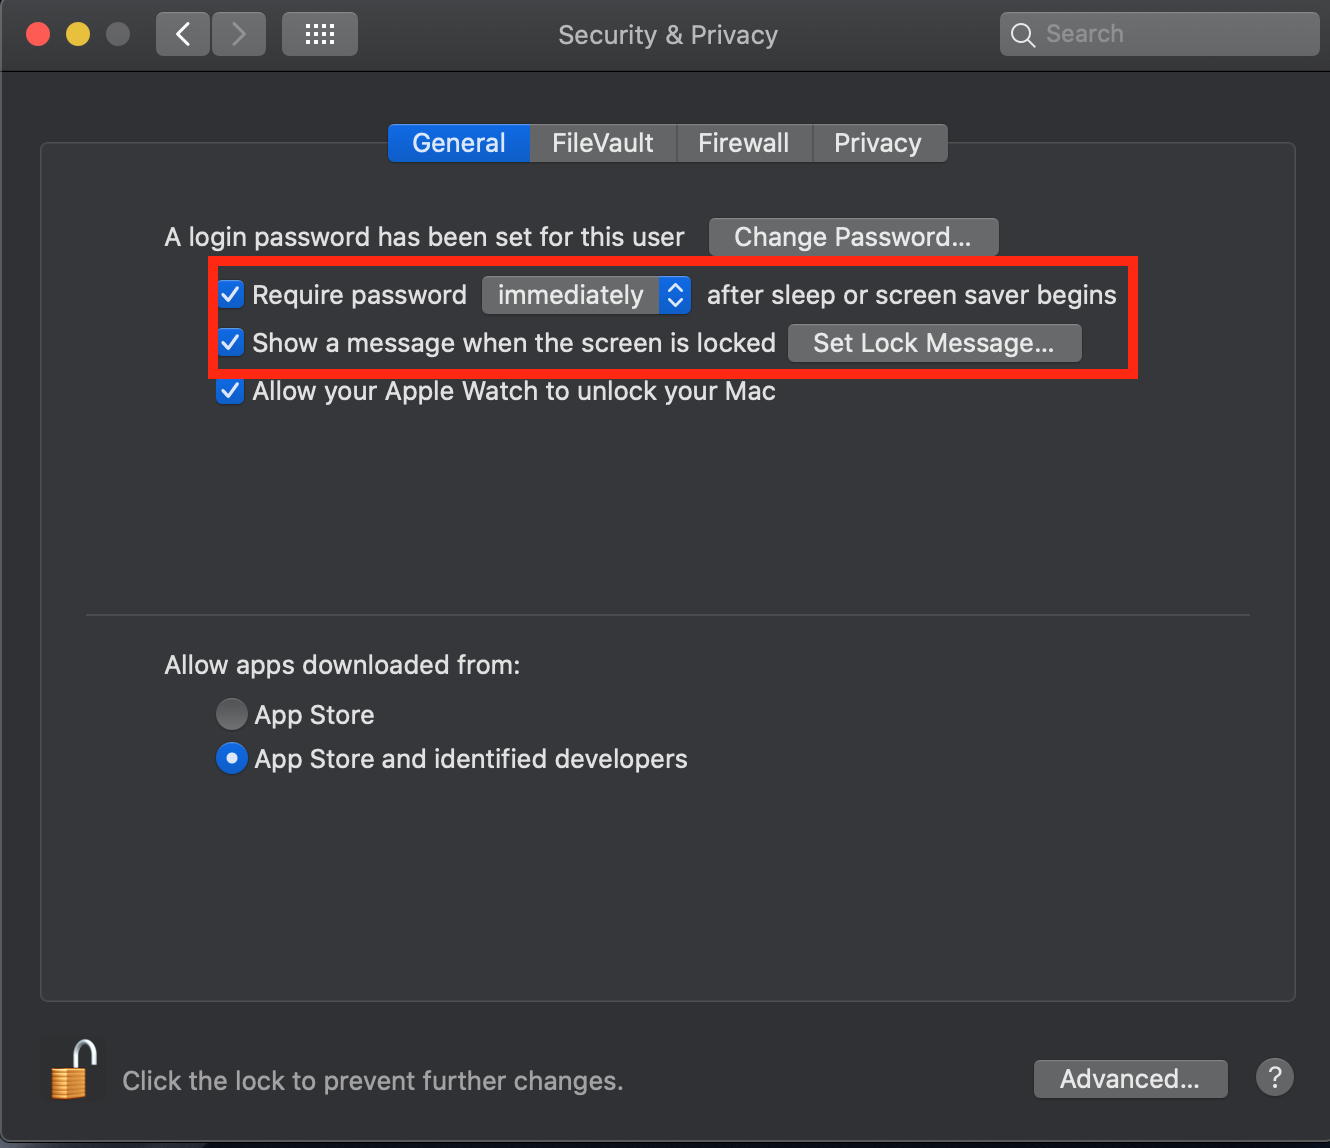 Security & Privacy
Search
General FileVault Firewall Privacy
A login password has been set for this user Change Password...
Require password immediately after sleep or screen saver begins
Show a message when the screen is locked Set Lock Message...
Allow your Apple Watch to unlock your Mac
Allow apps downloaded from:
App Store
App Store and identified developers
Click the lock to prevent further changes.
Advanced... ?